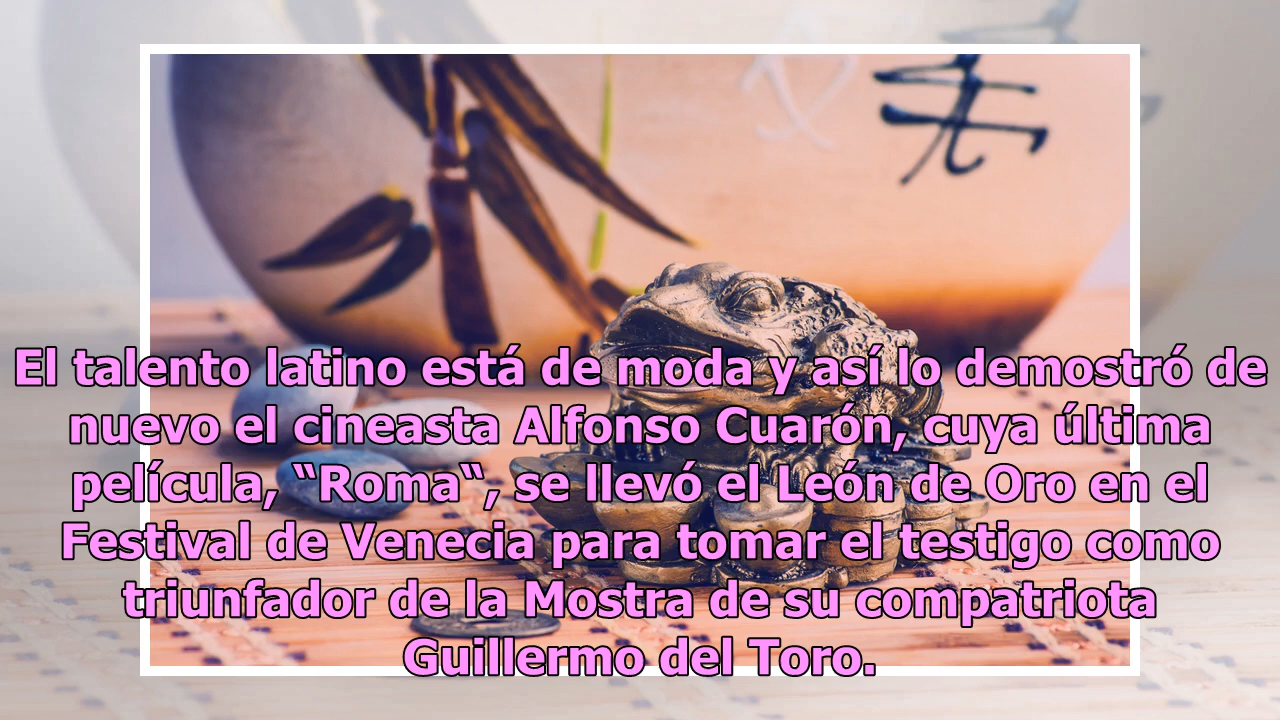 El talento latino está de moda y así lo demostró de
nuevo el cineasta Alfonso Cuarón, cuya última
película, “Roma“, se llevó el León de Oro en el
Festival de Venecia para tomar el testigo como
triunfador de la Mostra de su compatriota
Guillermo del Toro.